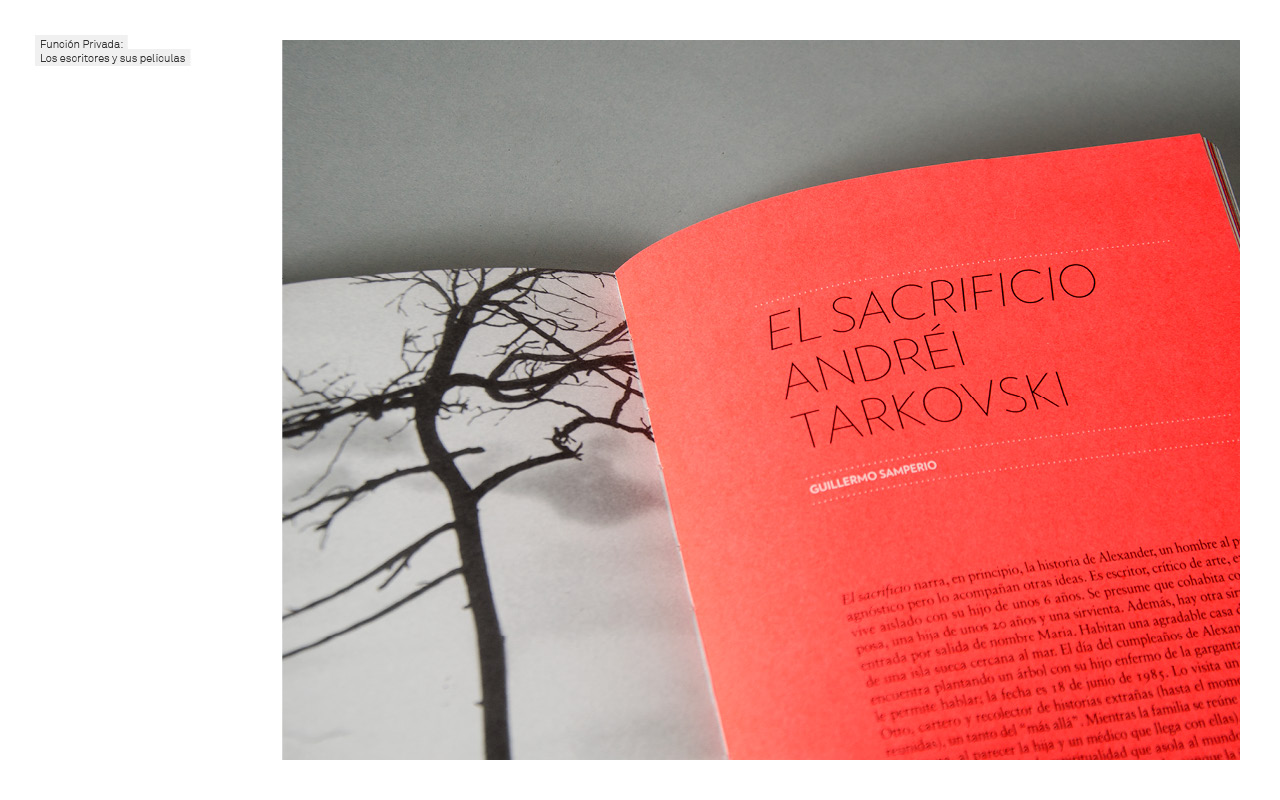 Función Privada:
Los escritores y sus películas
EL SACRIFICIO
ANDRÉI
TARKOVSKI
GUILLERMO SAMPERIO
El sacrificio narra, en principio, la historia de Alexander, un hombre al
agnóstico pero lo acompañan otras ideas. Es escritor, crítico de arte,
vive aislado con su hijo de unos 6 años. Se presume que cohabita
posa, una hija de unos 20 años y una sirvienta. Además, hay otra
entrada por salida de nombre Maria. Habitan una agradable casa
de una isla sueca cercana al mar. El día del cumpleaños de
encuentra plantando un árbol con su hijo enfermo de la garganta
le permite hablar; la fecha es 18 de junio de 1985. Lo visita un
Otto, cartero y recolector de historias extrañas (hasta el
reunidas), un tanto del "más allá". Mientras la familia se reúne
al parecer la hija y un médico que llega con ellas)
que asola al mundo